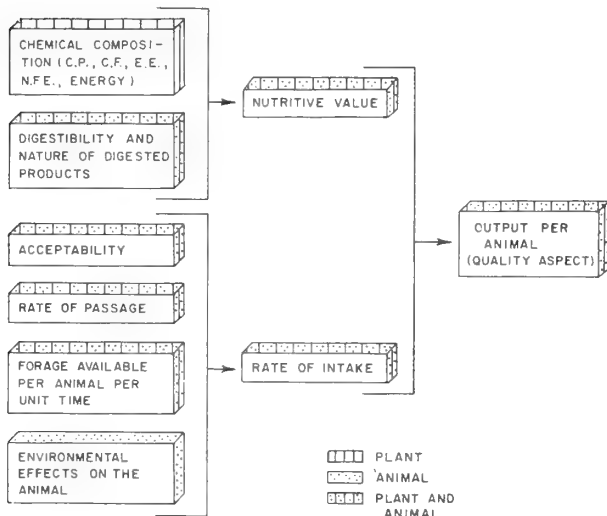 CHEMICAL COMPOSI-
TION (C.P., C.F., E.E.,
N.F.E., ENERGY)
DIGESTIBILITY AND
NATURE OF DIGESTED
PRODUCTS
ACCEPTABILITY
RATE OF PASSAGE
FORAGE AVAILABLE
PER ANIMAL PER
UNIT TIME
ENVIRONMENTAL
EFFECTS ON THE
ANIMAL
NUTRITIVE VALUE
RATE OF INTAKE
OUTPUT PER
ANIMAL
(QUALITY ASPECT)
PLANT
ANIMAL
PLANT AND
ANIMAL